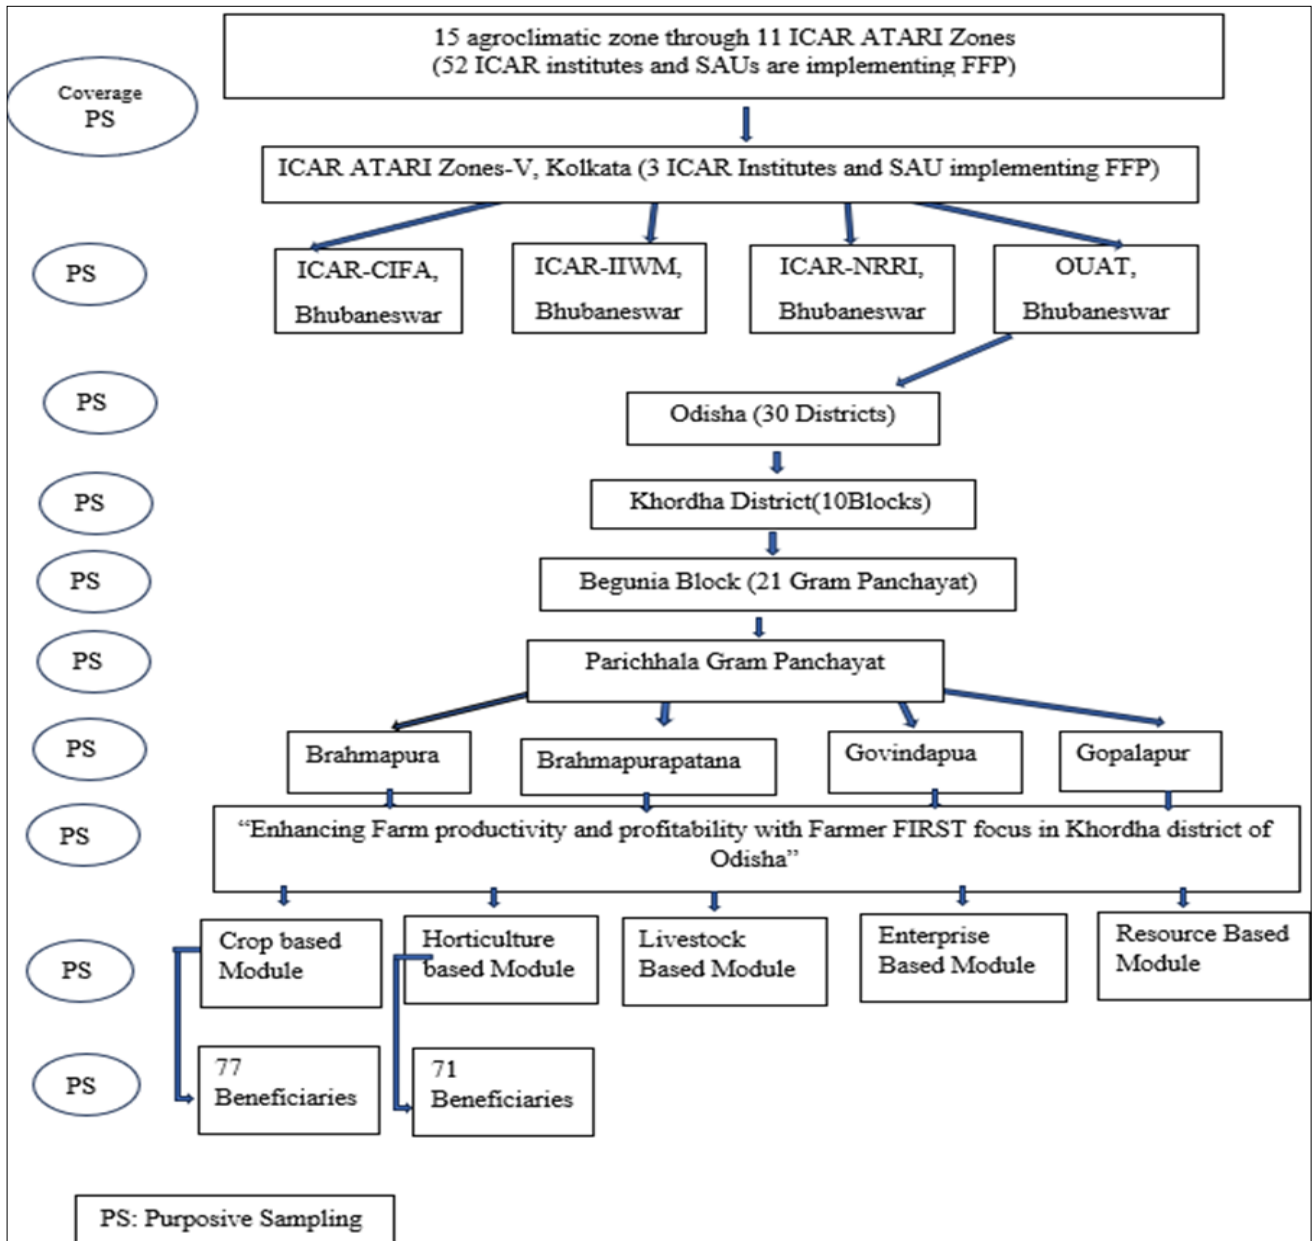 15 agroclimatic zone through 11 ICAR ATARI Zones
(52 ICAR institutes and SAUs are implementing FFP)
Coverage
PS
ICAR ATARI Zones-V, Kolkata (3 ICAR Institutes and SAU implementing FFP)
PS
ICAR-CIFA,
Bhubaneswar
ICAR-IIWM,
Bhubaneswar
ICAR-NRRI,
Bhubaneswar
OUAT,
Bhubaneswar
PS
Odisha (30 Districts)
PS
Khordha District(10Blocks)
PS
Begunia Block (21 Gram Panchayat)
PS
Parichhala Gram Panchayat
PS
Brahmapura
Brahmapurapatana
Govindapua
Gopalapur
PS
“Enhancing Farm productivity and profitability with Farmer FIRST focus in Khordha district of
Odisha”
PS
Crop based
Module
Horticulture
based Module
Livestock
Based Module
Enterprise
Based Module
Resource Based
Module
PS
77
Beneficiaries
71
Beneficiaries
PS: Purposive Sampling